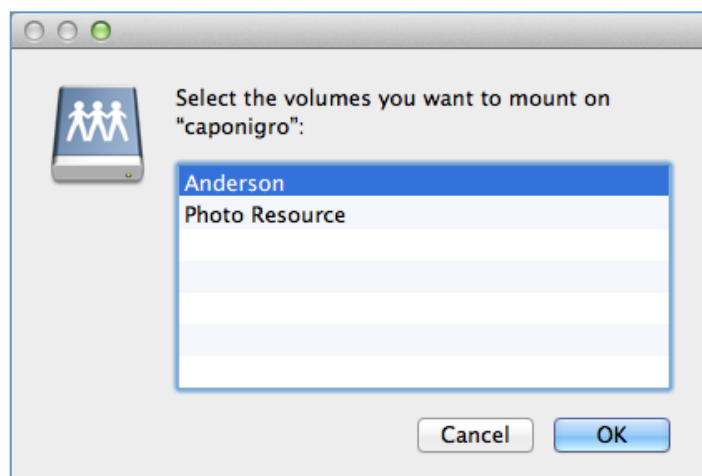 Select the volumes you want to mount on
“caponigro”:
Anderson
Photo Resource
Cancel
OK